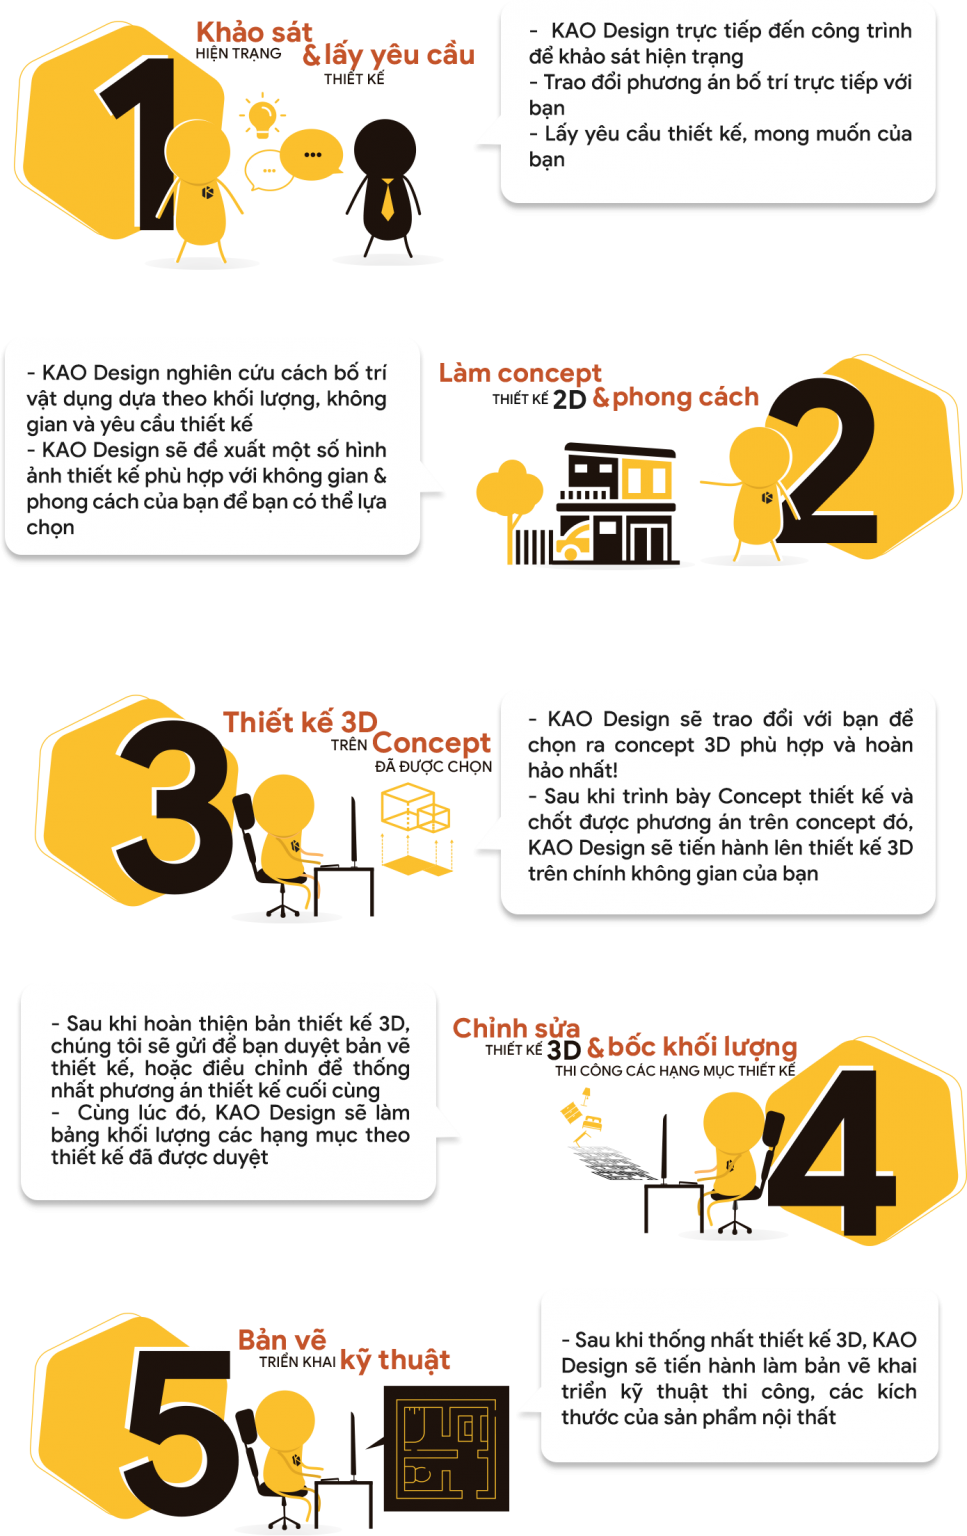 1
Khảo sát
HIỆN TRẠNG & lấy yêu cầu
THIẾT KẾ
-  KAO Design trực tiếp đến công trình
để khảo sát hiện trạng
- Trao đổi phương án bố trí trực tiếp với
bạn
- Lấy yêu cầu thiết kế, mong muốn của
bạn
2
Làm concept
THIẾT KẾ 2D & phong cách
- KAO Design nghiên cứu cách bố trí
vật dụng dựa theo khối lượng, không
gian và yêu cầu thiết kế
- KAO Design sẽ đề xuất một số hình
ảnh thiết kế phù hợp với không gian &
phong cách của bạn để bạn có thể lựa
chọn
3
Thiết kế 3D
TRÊN Concept
ĐÃ ĐƯỢC CHỌN
- KAO Design sẽ trao đổi với bạn để
chọn ra concept 3D phù hợp và hoàn
hảo nhất!
- Sau khi trình bày Concept thiết kế và
chốt được phương án trên concept đó,
KAO Design sẽ tiến hành lên thiết kế 3D
trên chính không gian của bạn
4
Chỉnh sửa
THIẾT KẾ 3D & bốc khối lượng
THI CÔNG CÁC HẠNG MỤC THIẾT KẾ
- Sau khi hoàn thiện bản thiết kế 3D,
chúng tôi sẽ gửi để bạn duyệt bản vẽ
thiết kế, hoặc điều chỉnh để thống
nhất phương án thiết kế cuối cùng
-  Cùng lúc đó, KAO Design sẽ làm
bảng khối lượng các hạng mục theo
thiết kế đã được duyệt
5
Bản vẽ
TRIỂN KHAI kỹ thuật
- Sau khi thống nhất thiết kế 3D, KAO
Design sẽ tiến hành làm bản vẽ khai
triển kỹ thuật thi công, các kích
thước của sản phẩm nội thất